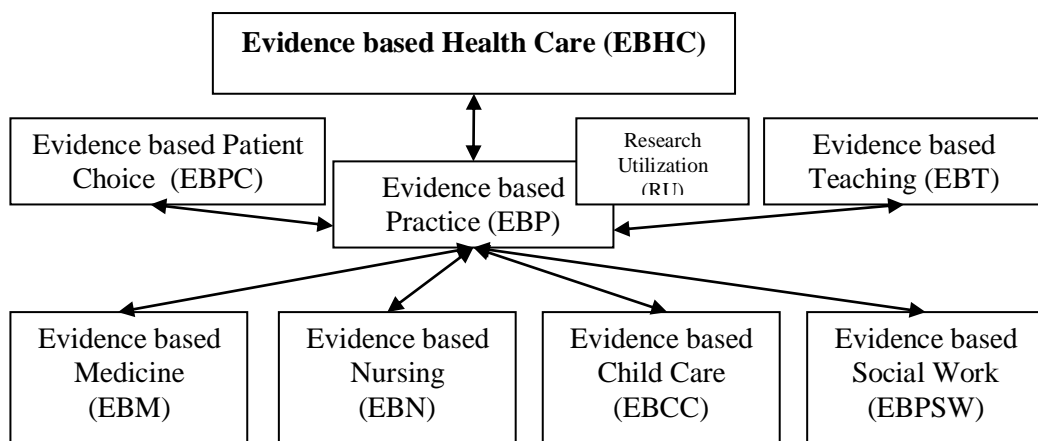 Evidence based Health Care (EBHC)
Evidence based Patient
Choice (EBPC)
Evidence based
Practice (EBP)
Research
Utilization
(RU)
Evidence based
Teaching (EBT)
Evidence based
Medicine
(EBM)
Evidence based
Nursing
(EBN)
Evidence based
Child Care
(EBCC)
Evidence based
Social Work
(EBPSW)